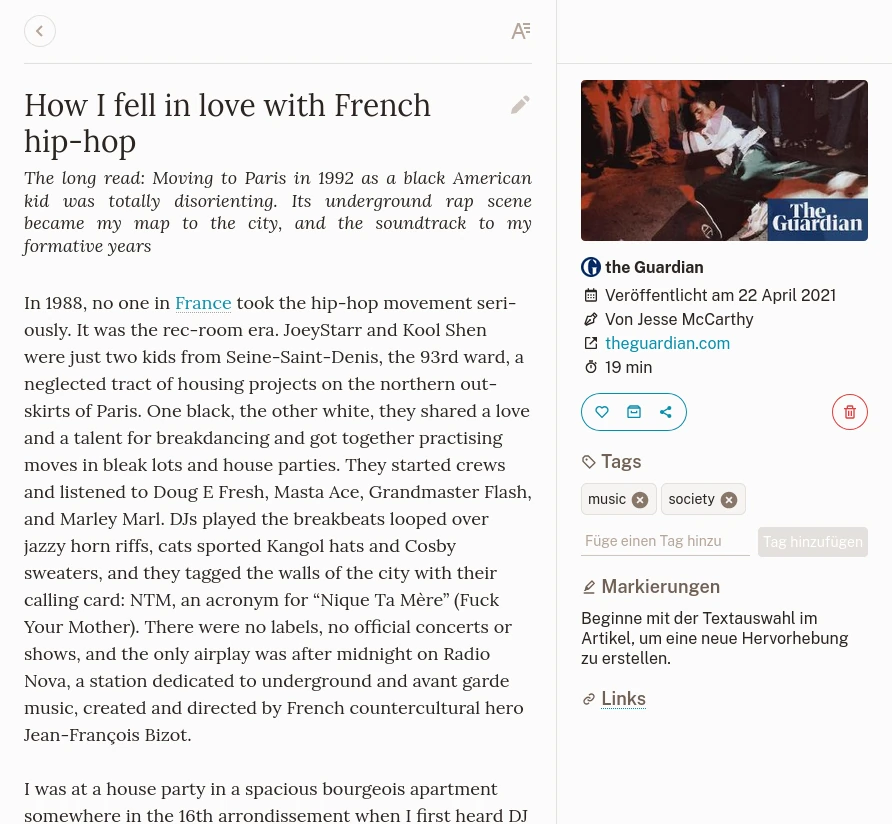 How I fell in love with French
hip-hop
The long read: Moving to Paris in 1992 as a black American
kid was totally disorienting. Its underground rap scene
became my map to the city, and the soundtrack to my
formative years
In 1988, no one in France took the hip-hop movement seri-
ously. It was the rec-room era. JoeyStarr and Kool Shen
were just two kids from Seine-Saint-Denis, the 93rd ward, a
neglected tract of housing projects on the northern out-
skirts of Paris. One black, the other white, they shared a love
and a talent for breakdancing and got together practising
moves in bleak lots and house parties. They started crews
and listened to Doug E Fresh, Masta Ace, Grandmaster Flash,
and Marley Marl. DJs played the breakbeats looped over
jazzy horn riffs, cats sported Kangol hats and Cosby
sweaters, and they tagged the walls of the city with their
calling card: NTM, an acronym for “Nique Ta Mère” (Fuck
Your Mother). There were no labels, no official concerts or
shows, and the only airplay was after midnight on Radio
Nova, a station dedicated to underground and avant garde
music, created and directed by French countercultural hero
Jean-François Bizot.
I was at a house party in a spacious bourgeois apartment
somewhere in the 16th arrondissement when I first heard DJ
The
Guardian
the Guardian
Veröffentlicht am 22 April 2021
Von Jesse McCarthy
theguardian.com
19 min
Tags
music
society
Füge einen Tag hinzu
Tag hinzufügen
Markierungen
Beginne mit der Textauswahl im
Artikel, um eine neue Hervorhebung
zu erstellen.
Links